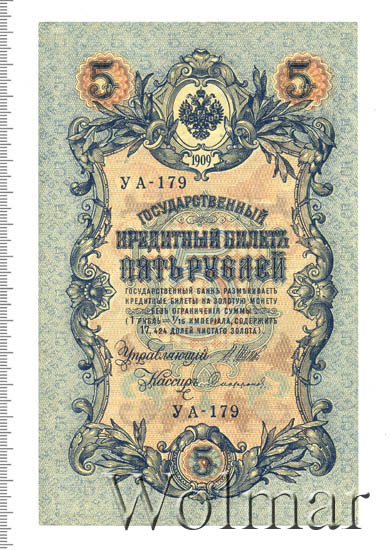 5 5
1909
УА-179
ГОСУДАРСТВЕННЫЙ
КРЕДИТНЫЙ БИЛЕТЪ
ПЯТЬ РУБЛЕЙ
ГОСУДАРСТВЕННЫЙ БАНКЪ РАЗМѢНИВАЕТЪ
КРЕДИТНЫЕ БИЛЕТЫ НА ЗОЛОТУЮ МОНЕТУ
БЕЗЪ ОГРАНИЧЕНІЯ СУММЫ
(1 РУБЛЬ = 1/15 ИМПЕРІАЛА, СОДЕРЖИТЪ
17,424 ДОЛЕЙ ЧИСТАГО ЗОЛОТА).
Управляющій
Кассиръ
УА-179
5
Wolmar